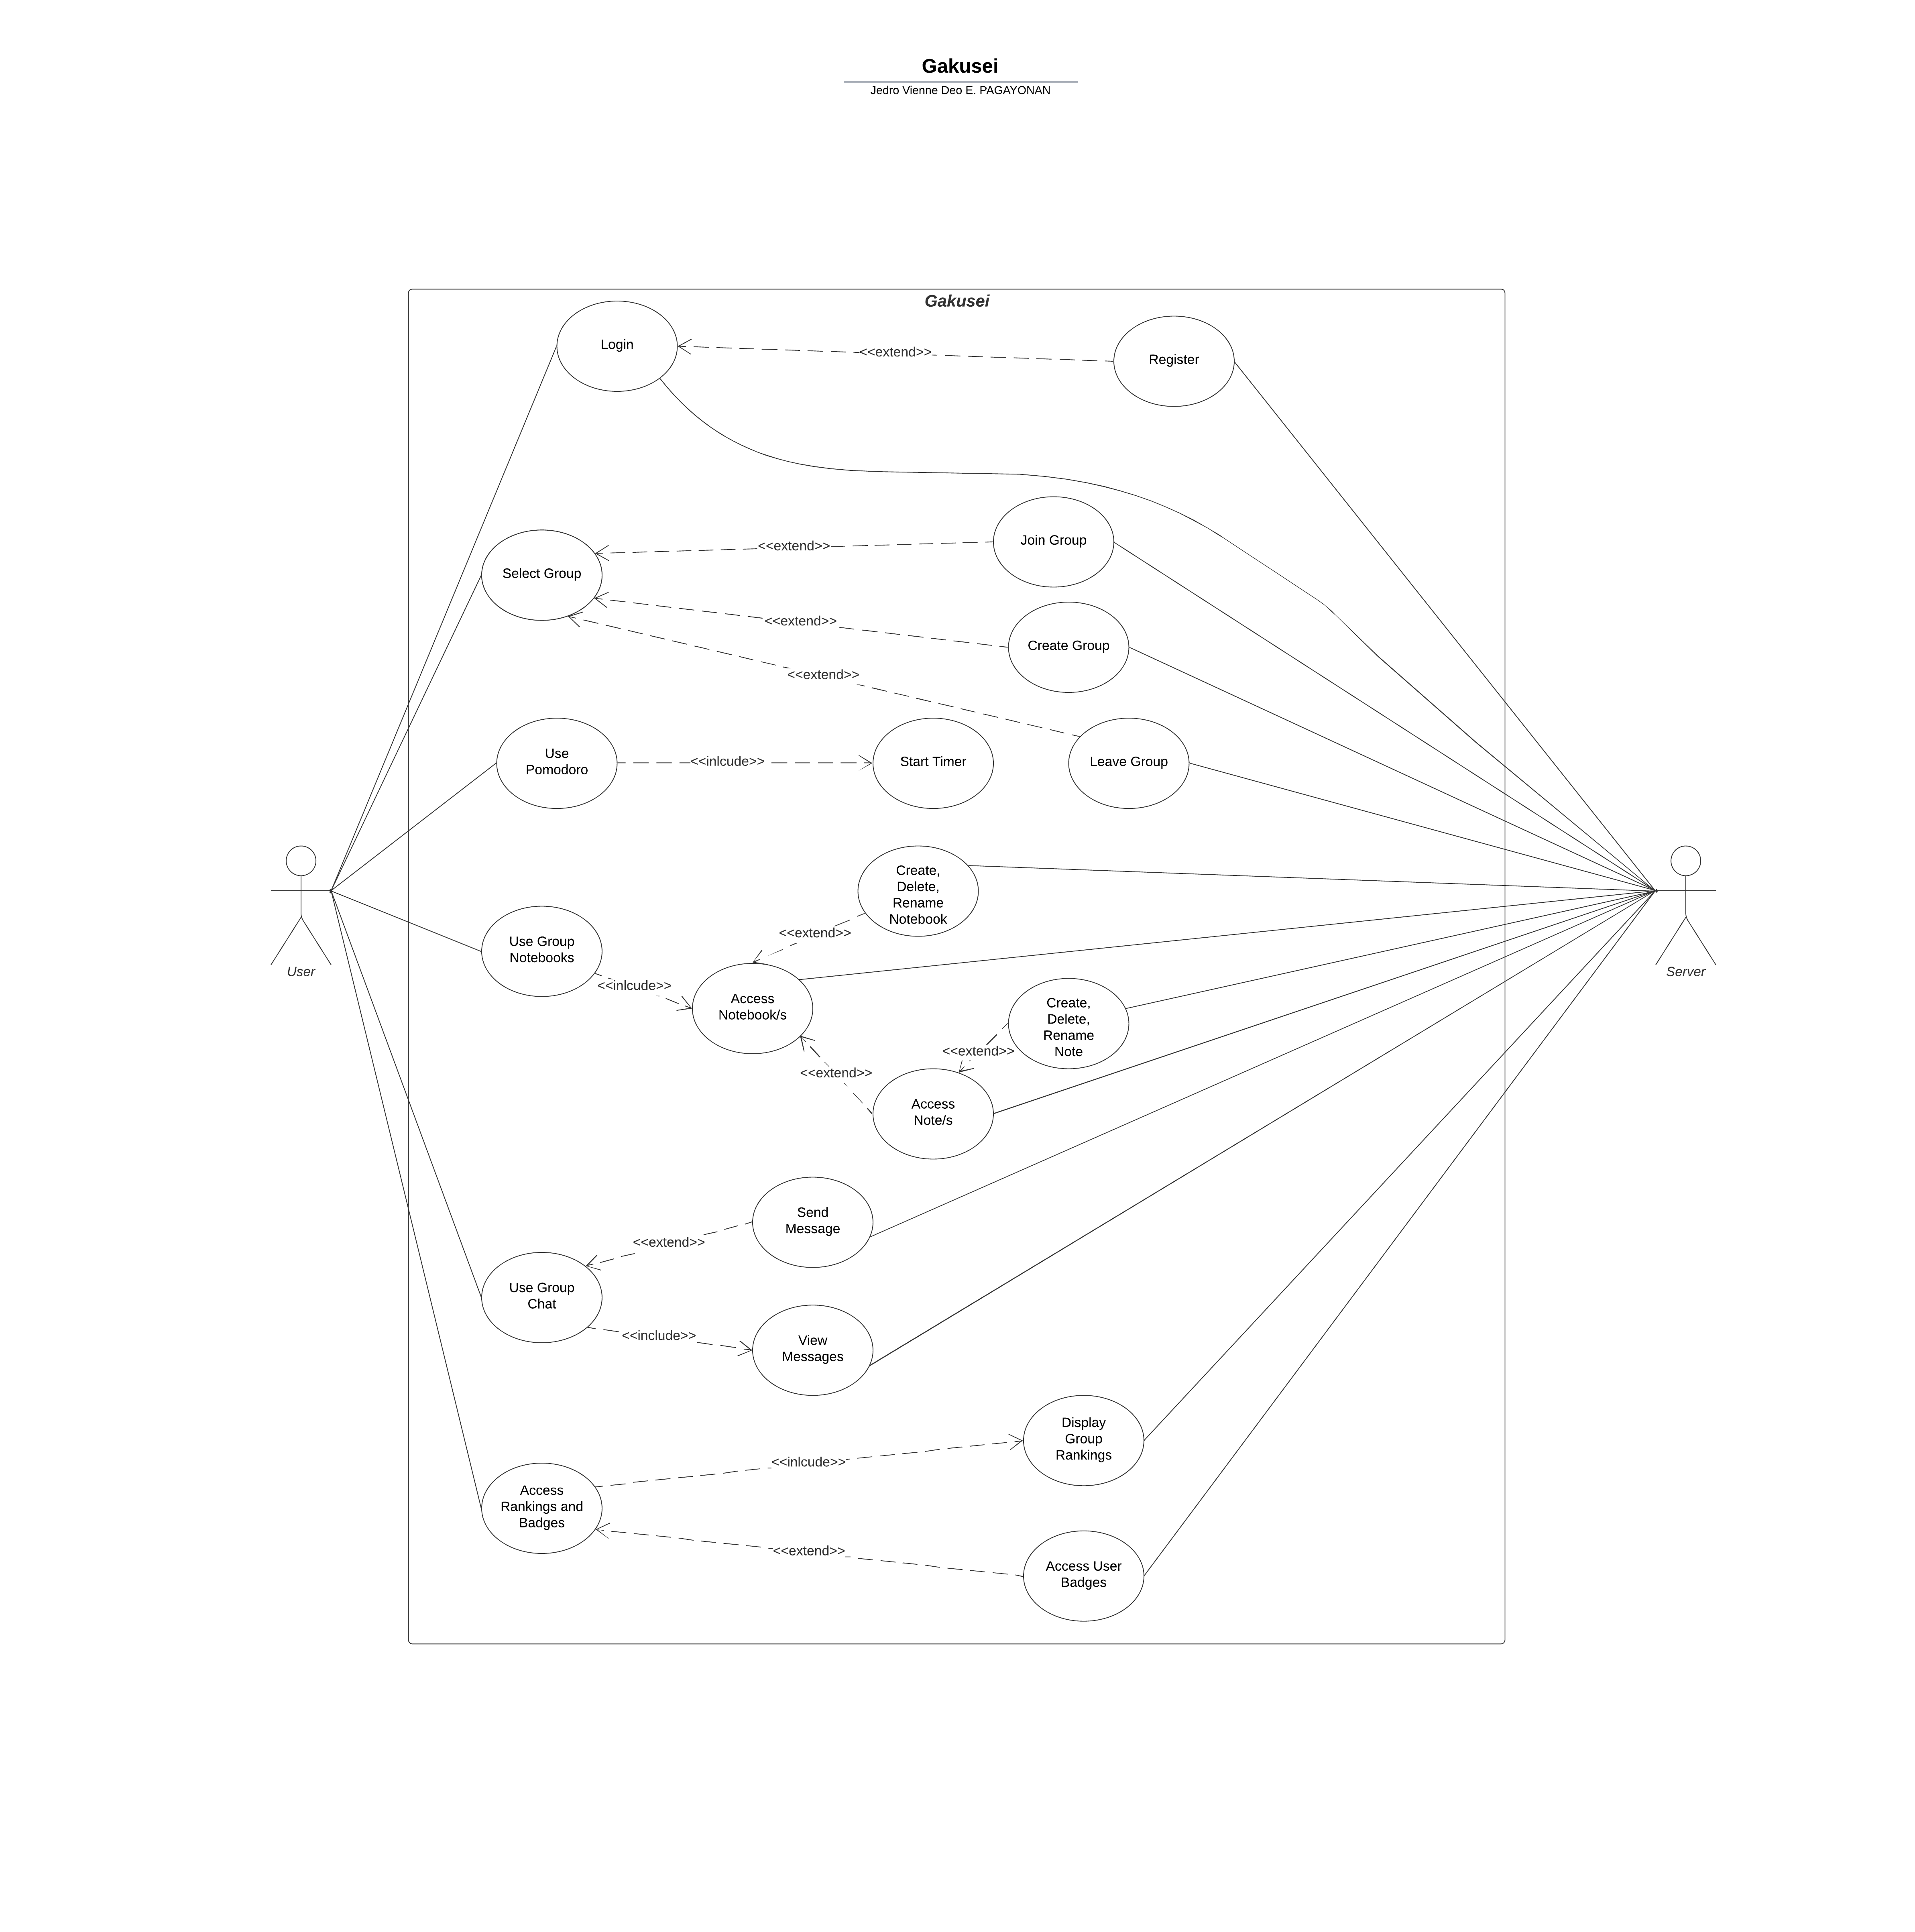 Gakusei
Jedro Vienne Deo E. PAGAYONAN
Gakusei
Login
<<extend>>
Register
Select Group
<<extend>>
Join Group
<<extend>>
Create Group
<<extend>>
Leave Group
Use
Pomodoro
<<inlcude>>
Start Timer
User
Server
Use Group
Notebooks
<<inlcude>>
Access
Notebook/s
<<extend>>
Create,
Delete,
Rename
Notebook
<<extend>>
Access
Note/s
<<extend>>
Create,
Delete,
Rename
Note
Use Group
Chat
<<extend>>
Send
Message
<<include>>
View
Messages
Access
Rankings and
Badges
<<inlcude>>
Display
Group
Rankings
<<extend>>
Access User
Badges